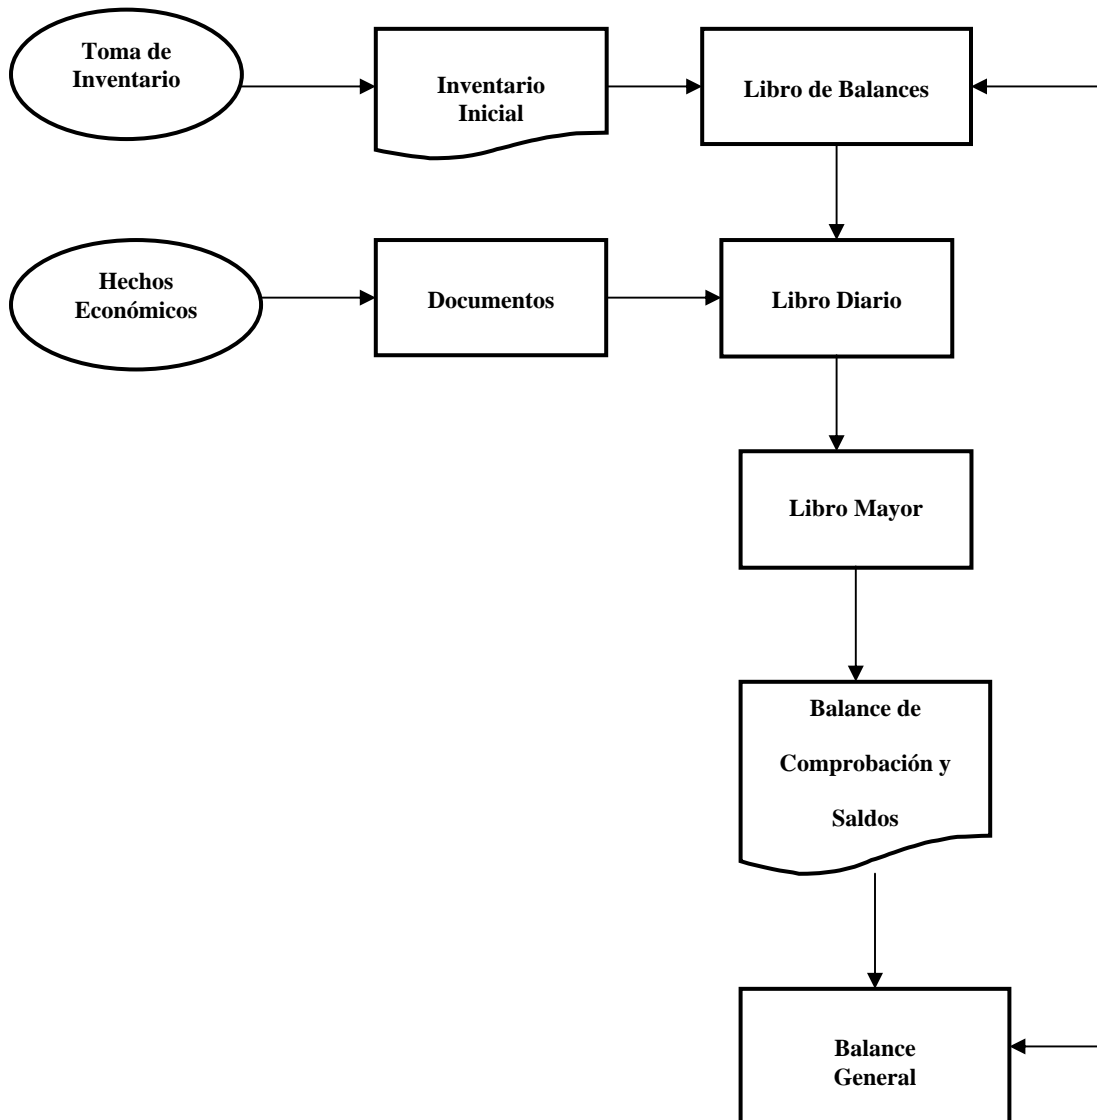 Toma de
Inventario
Inventario
Inicial
Libro de Balances
Hechos
Económicos
Documentos
Libro Diario
Libro Mayor
Balance de
Comprobación y
Saldos
Balance
General